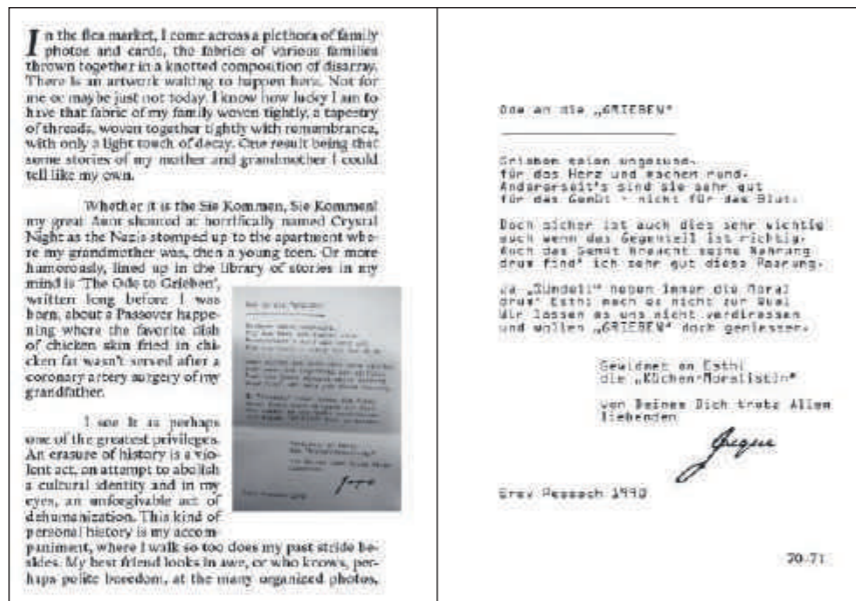 In the flea market, I come across a plethora of family
photos and cards, the fabrics of various families
thrown together in a knotted composition of disarray.
There is an artwork waiting to happen here. Not for
me or maybe just not today. I know how lucky I am to
have that fabric of my family woven tightly, a tapestry
of threads, woven together tightly with remembrance,
with only a light touch of decay. One result being that
some stories of my mother and grandmother I could
tell like my own.
Whether it is the Sie Kommen, Sie Kommen!
my great Aunt shouted at horrifically named Crystal
Night as the Nazis stomped up to the apartment whe-
re my grandmother was, then a young teen. Or more
humorously, lined up in the library of stories in my
mind is 'The Ode to Grieben',
written long before I was
born, about a Passover happe-
ning where the favorite dish
of chicken skin fried in chi-
cken fat wasn't served after a
coronary artery surgery of my
grandfather.
I see it as perhaps
one of the greatest privileges.
An erasure of history is a vio-
lent act, an attempt to abolish
a cultural identity and in my
eyes, an unforgivable act of
dehumanization. This kind of
personal history is my accom-
paniment, where I walk so too does my past stride be-
sides. My best friend looks in awe, or who knows, per-
haps polite boredom, at the many organized photos,
Ode an die „GRIEBEN"
Grieben seien ungesund.
für das Herz und machen rund.
Andererseit's sind sie sehr gut
für das Gemüt - nicht für das Blut.
Doch sicher ist auch dies sehr wichtig
auch wenn das Gegenteil ist richtig.
Auch das Gemüt braucht seine Nahrung
drum find' ich sehr gut diese Paarung.
Ja „Sündeli" haben immer die Moral
drum' Esthi mach es nicht zur Qual
Wir lassen es uns nicht verdriessen
und wollen „GRIEBEN" doch geniessen.
Gewidmet an Esthi
die „Küchen-Moralistin"
von Deinem Dich trotz Allem
liebenden
Erev Pessach 1990
70-71